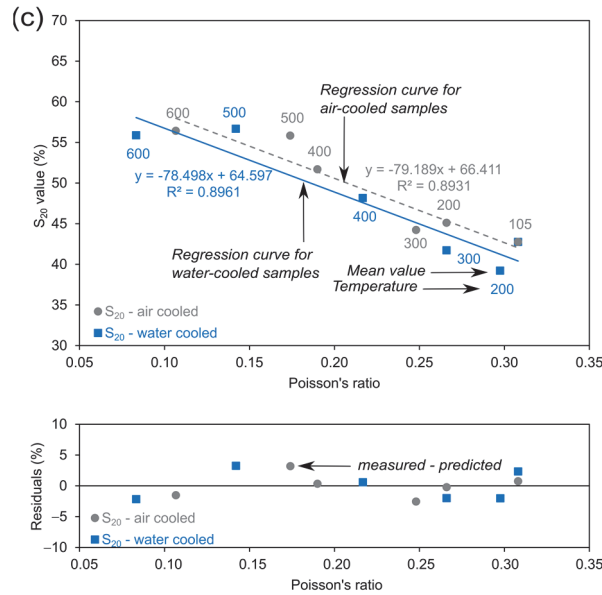 (c)
70
65
60
55
50
45
40
35
30
S20 value (%)
600
500
500
600
400
Regression curve for
air-cooled samples
y = -78.498x + 64.597
R² = 0.8961
y = -79.189x + 66.411
R² = 0.8931
400
200
300
105
300
200
Regression curve for
water-cooled samples
Mean value
Temperature
S20 - air cooled
S20 - water cooled
0.05 0.10 0.15 0.20 0.25 0.30 0.35
Poisson's ratio
10
5
0
−5
−10
Residuals (%)
measured - predicted
S20 - air cooled
S20 - water cooled
0.05 0.10 0.15 0.20 0.25 0.30 0.35
Poisson's ratio